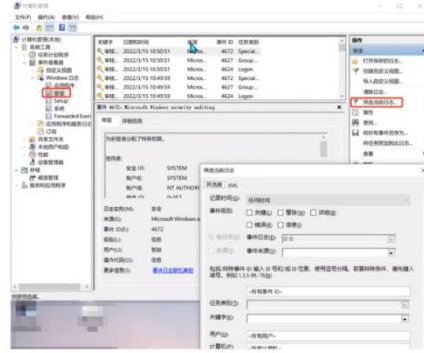 计算机管理
文件(F) 操作(A) 查看(V) 帮助(H)
计算机管理(本地)
系统工具
任务计划程序
事件查看器
自定义视图
Windows 日志
应用程序
安全
Setup
系统
Forwarded Even
应用程序和服务日志
订阅
共享文件夹
本地用户和组
性能
设备管理器
存储
磁盘管理
服务和应用程序
关键字 日期和时间 来源 事件 ID 任务类别
审核... 2022/3/15 10:50:51 Micros... 4672 Special...
审核... 2022/3/15 10:50:51 Micros... 4627 Group...
审核... 2022/3/15 10:50:51 Micros... 4624 Logon
审核... 2022/3/15 10:49:55 Micros... 4672 Special...
审核... 2022/3/15 10:49:55 Micros... 4627 Group...
审核... 2022/3/15 10:49:55 Micros... 4624 Logon
事件 4672，Microsoft Windows security auditing.
常规 详细信息
为新登录分配了特殊权限。
使用者:
安全 ID: SYSTEM
帐户名: SYSTEM
帐户域: NT AUTHORI
日志名称(M): 安全
来源(S): Microsoft Windows s
事件 ID(E): 4672
级别(L): 信息
用户(U): 暂缺
操作代码(O): 信息
更多信息(I): 事件日志联机帮助
操作
安全
打开保存的日志...
创建自定义视图...
导入自定义视图...
清除日志...
筛选当前日志...
属性
查找...
将所有事件另存为...
将任务附加到此日志...
查看
筛选当前日志
筛选器 XML
记录时间(G): 任何时间
事件级别: 关键(L) 警告(W) 详细(B)
错误(R) 信息(I)
按日志(O) 事件日志(E): 安全
按源(S) 事件来源(V):
包括/排除事件 ID: 输入 ID 号和/或 ID 范围，使用逗号分隔。若要排除条件，请先键入
减号。例如 1,3,5-99,-76(N)
<所有事件 ID>
任务类别(T):
关键字(K):
用户(U): <所有用户>
计算机(P): <所有计算机>
创建筛选器。